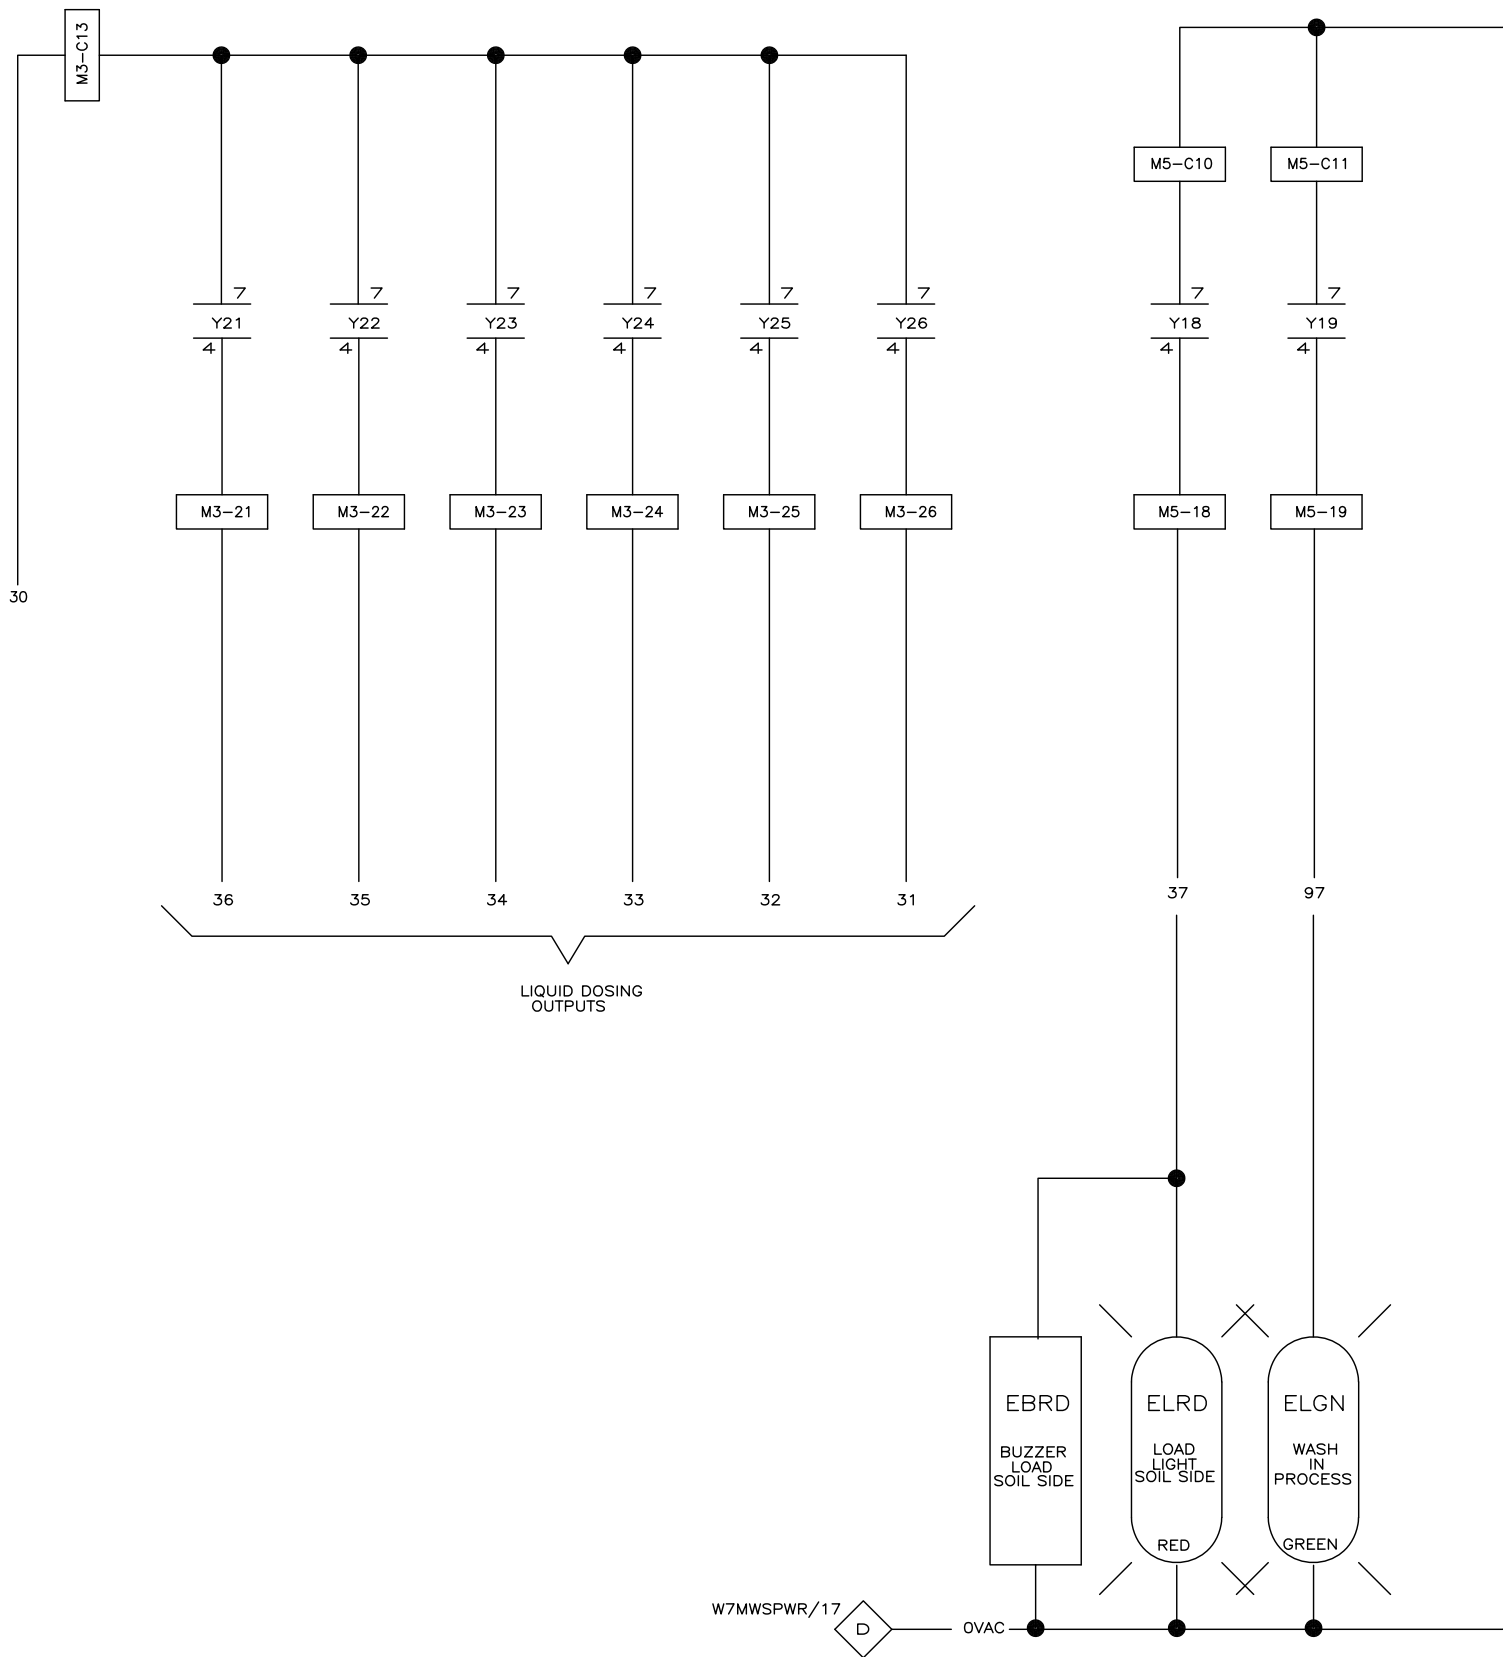 M3-C13
M5-C10
M5-C11
7
7
7
7
7
7
7
7
Y21
Y22
Y23
Y24
Y25
Y26
Y18
Y19
4
4
4
4
4
4
4
4
M3-21
M3-22
M3-23
M3-24
M3-25
M3-26
M5-18
M5-19
30
36
35
34
33
32
31
37
97
LIQUID DOSING
OUTPUTS
EBRD
BUZZER
LOAD
SOIL SIDE
ELRD
LOAD
LIGHT
SOIL SIDE
RED
ELGN
WASH
IN
PROCESS
GREEN
W7MWSPWR/17
D
0VAC